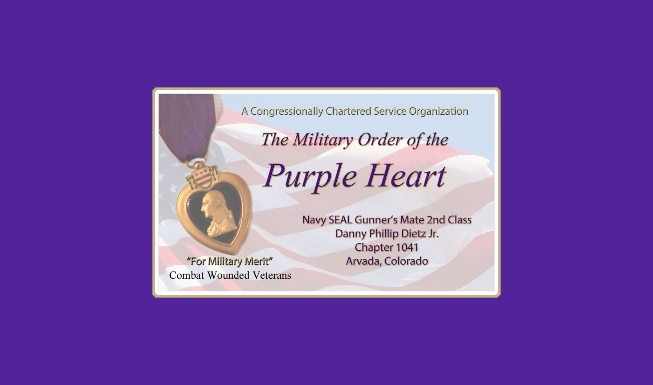 A Congressionally Chartered Service Organization
The Military Order of the
Purple Heart
Navy SEAL Gunner's Mate 2nd Class
Danny Phillip Dietz Jr.
Chapter 1041
Arvada, Colorado
“For Military Merit”
Combat Wounded Veterans